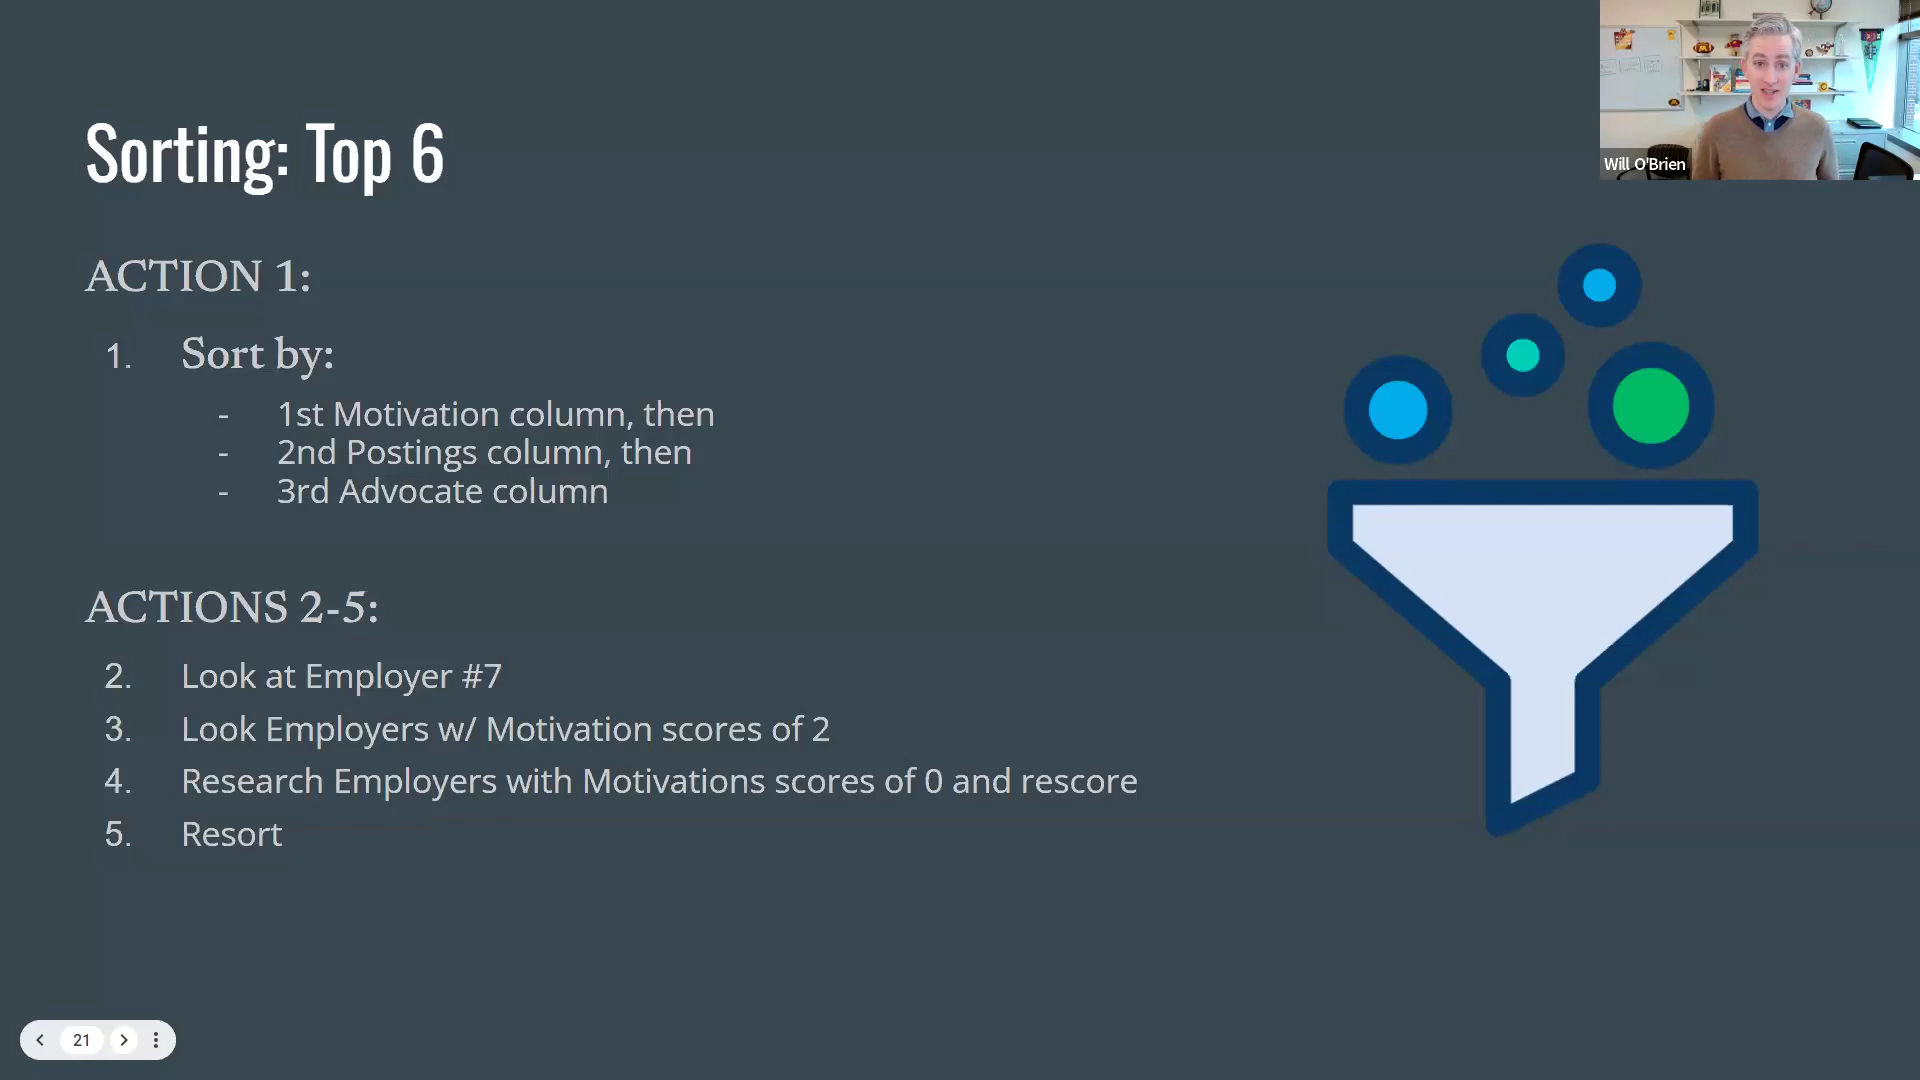 Will O'Brien
Sorting: Top 6
ACTION 1:
1. Sort by:
- 1st Motivation column, then
- 2nd Postings column, then
- 3rd Advocate column
ACTIONS 2-5:
2. Look at Employer #7
3. Look Employers w/ Motivation scores of 2
4. Research Employers with Motivations scores of 0 and rescore
5. Resort
21